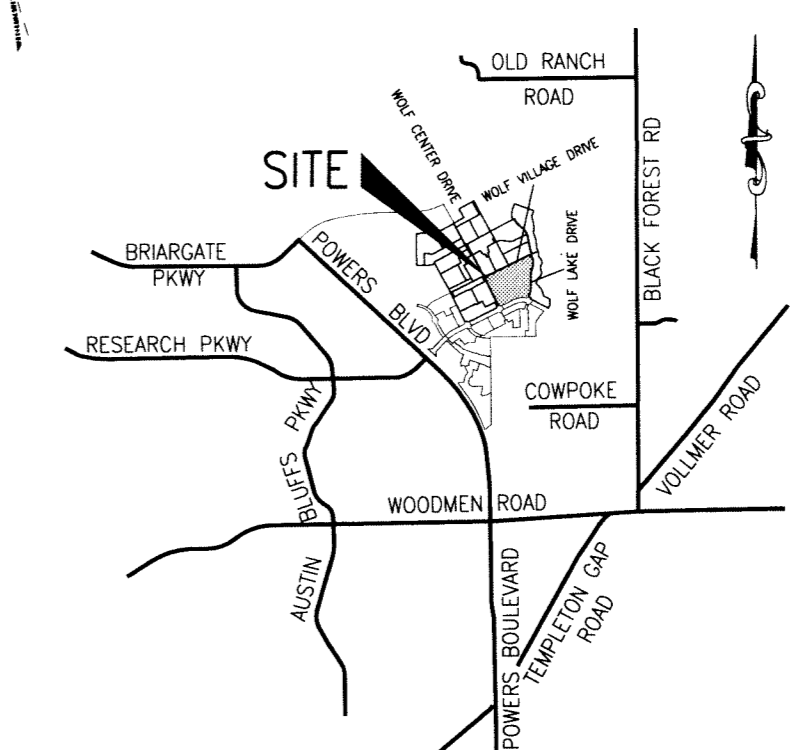 OLD RANCH
ROAD
WOLF CENTER DRIVE
WOLF VILLAGE DRIVE
SITE
BLACK FOREST RD
WOLF LAKE DRIVE
BRIARGATE
PKWY
POWERS
BLVD
RESEARCH PKWY
COWPOKE
ROAD
VOLLMER ROAD
AUSTIN
BLUFFS
PKWY
WOODMEN ROAD
POWERS BOULEVARD
TEMPLETON GAP
ROAD